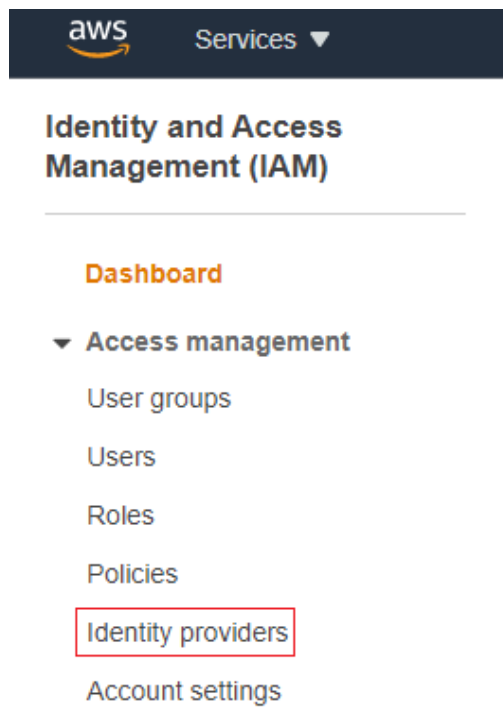 aws
Services
Identity and Access
Management (IAM)
Dashboard
Access management
User groups
Users
Roles
Policies
Identity providers
Account settings